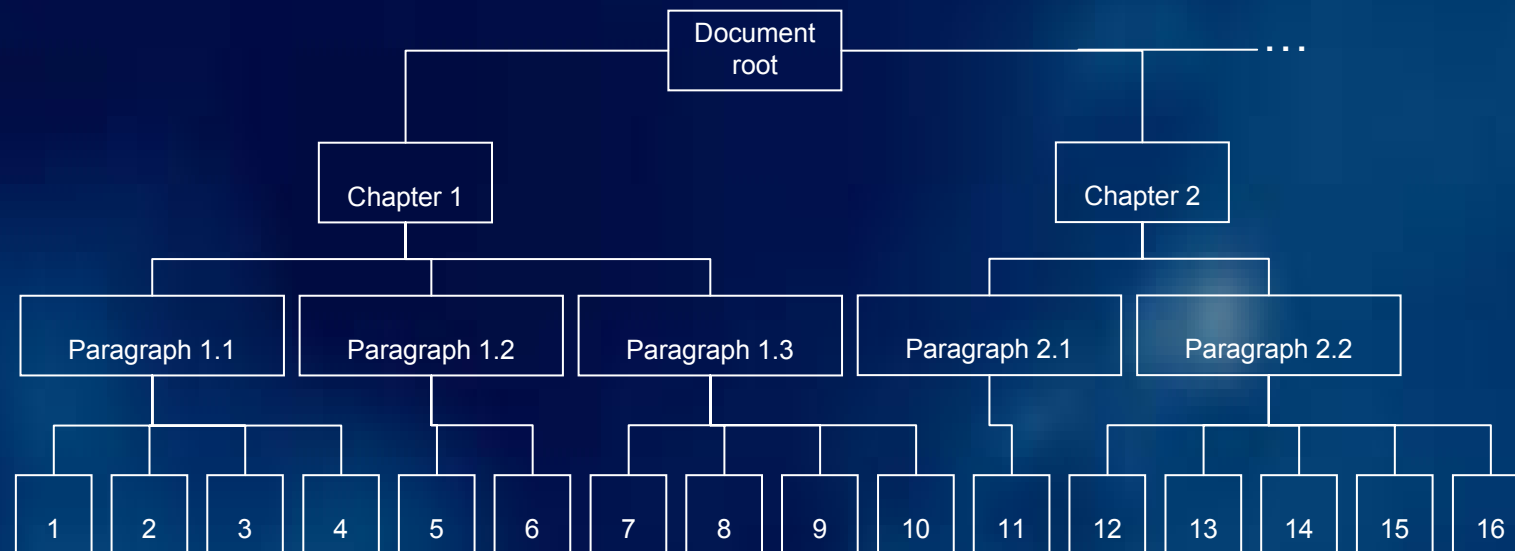 Document
root
...
Chapter 1
Chapter 2
Paragraph 1.1
Paragraph 1.2
Paragraph 1.3
Paragraph 2.1
Paragraph 2.2
1
2
3
4
5
6
7
8
9
10
11
12
13
14
15
16